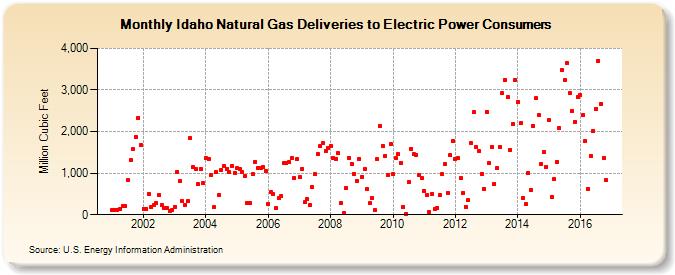 Monthly Idaho Natural Gas Deliveries to Electric Power Consumers
Million Cubic Feet
4,000
3,000
2,000
1,000
0
2002 2004 2006 2008 2010 2012 2014 2016
Source: U.S. Energy Information Administration